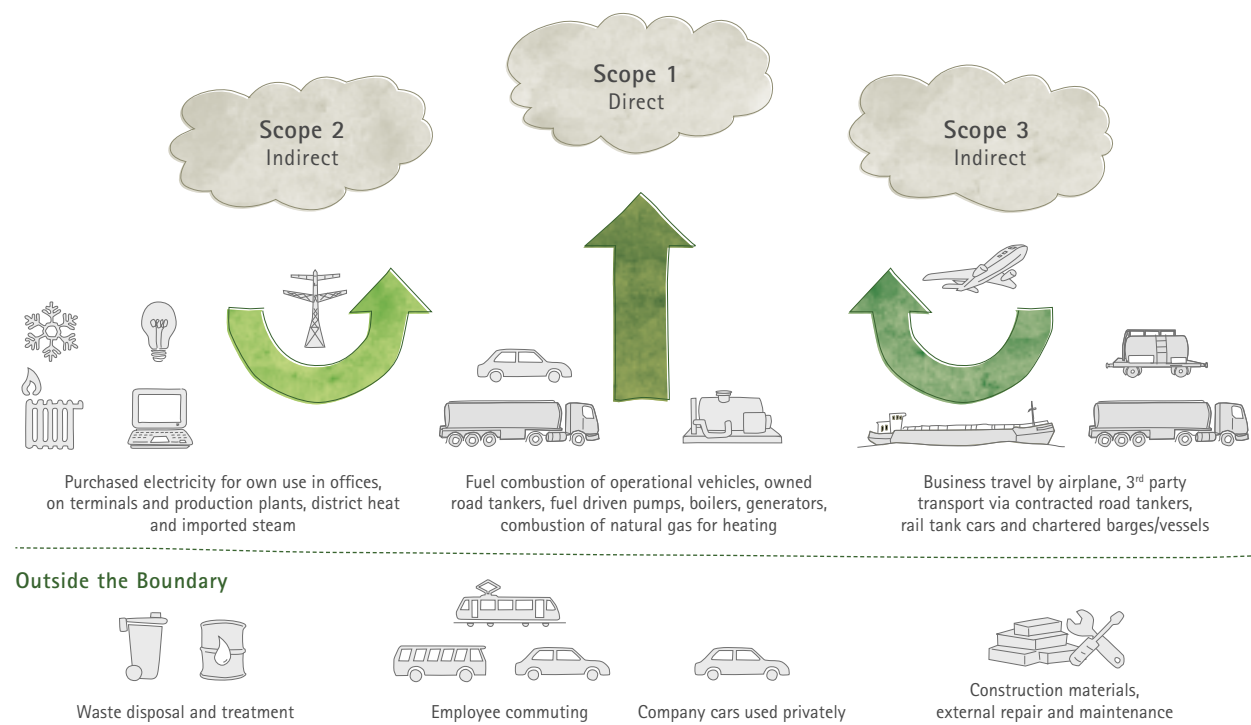 Scope 1
Direct
Scope 2
Indirect
Scope 3
Indirect
Purchased electricity for own use in offices,
on terminals and production plants, district heat
and imported steam
Fuel combustion of operational vehicles, owned
road tankers, fuel driven pumps, boilers, generators,
combustion of natural gas for heating
Business travel by airplane, 3rd party
transport via contracted road tankers,
rail tank cars and chartered barges/vessels
Outside the Boundary
Waste disposal and treatment
Employee commuting
Company cars used privately
Construction materials,
external repair and maintenance